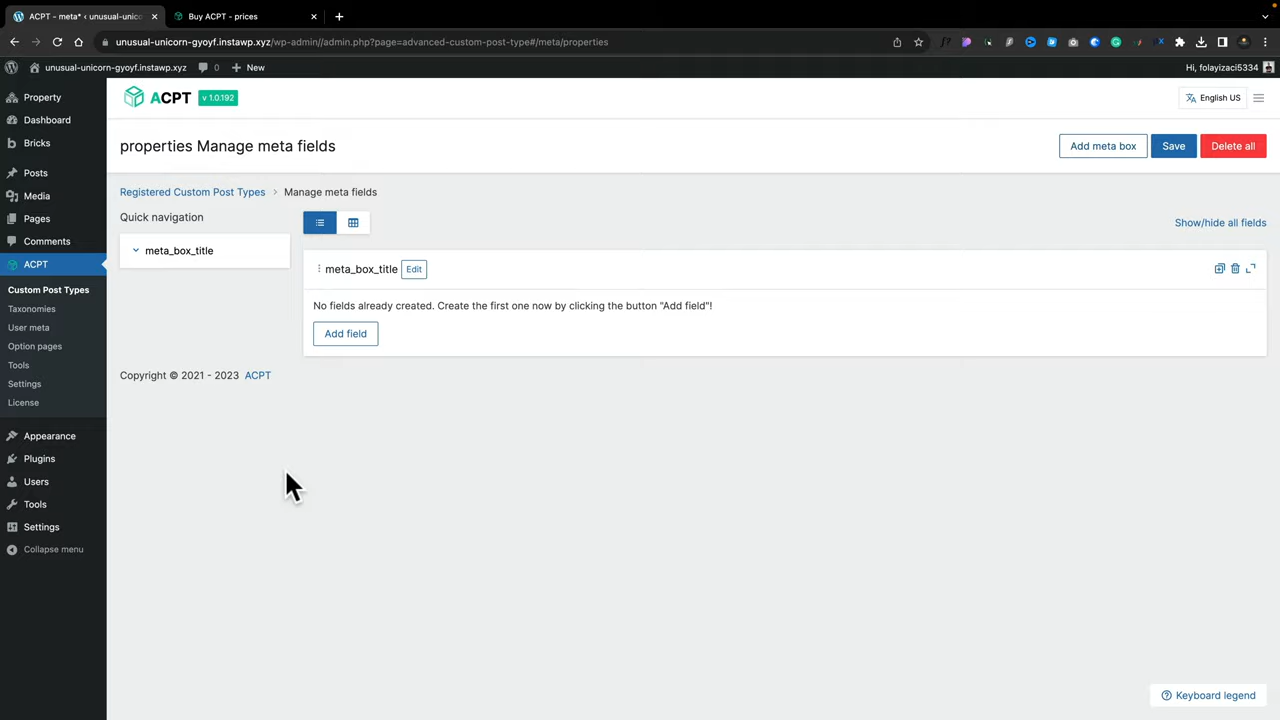 ACPT - meta* ‹ unusual-unico
Buy ACPT - prices
unusual-unicorn-gyoyf.instawp.xyz/wp-admin//admin.php?page=advanced-custom-post-type#/meta/properties
unusual-unicorn-gyoyf.instawp.xyz
0
New
Hi, folayizaci5334
Property
Dashboard
Bricks
Posts
Media
Pages
Comments
ACPT
Custom Post Types
Taxonomies
User meta
Option pages
Tools
Settings
License
Appearance
Plugins
Users
Tools
Settings
Collapse menu
ACPT
v 1.0.192
English US
properties Manage meta fields
Add meta box
Save
Delete all
Registered Custom Post Types > Manage meta fields
Quick navigation
meta_box_title
Show/hide all fields
meta_box_title
Edit
No fields already created. Create the first one now by clicking the button "Add field"!
Add field
Copyright © 2021 - 2023 ACPT
Keyboard legend